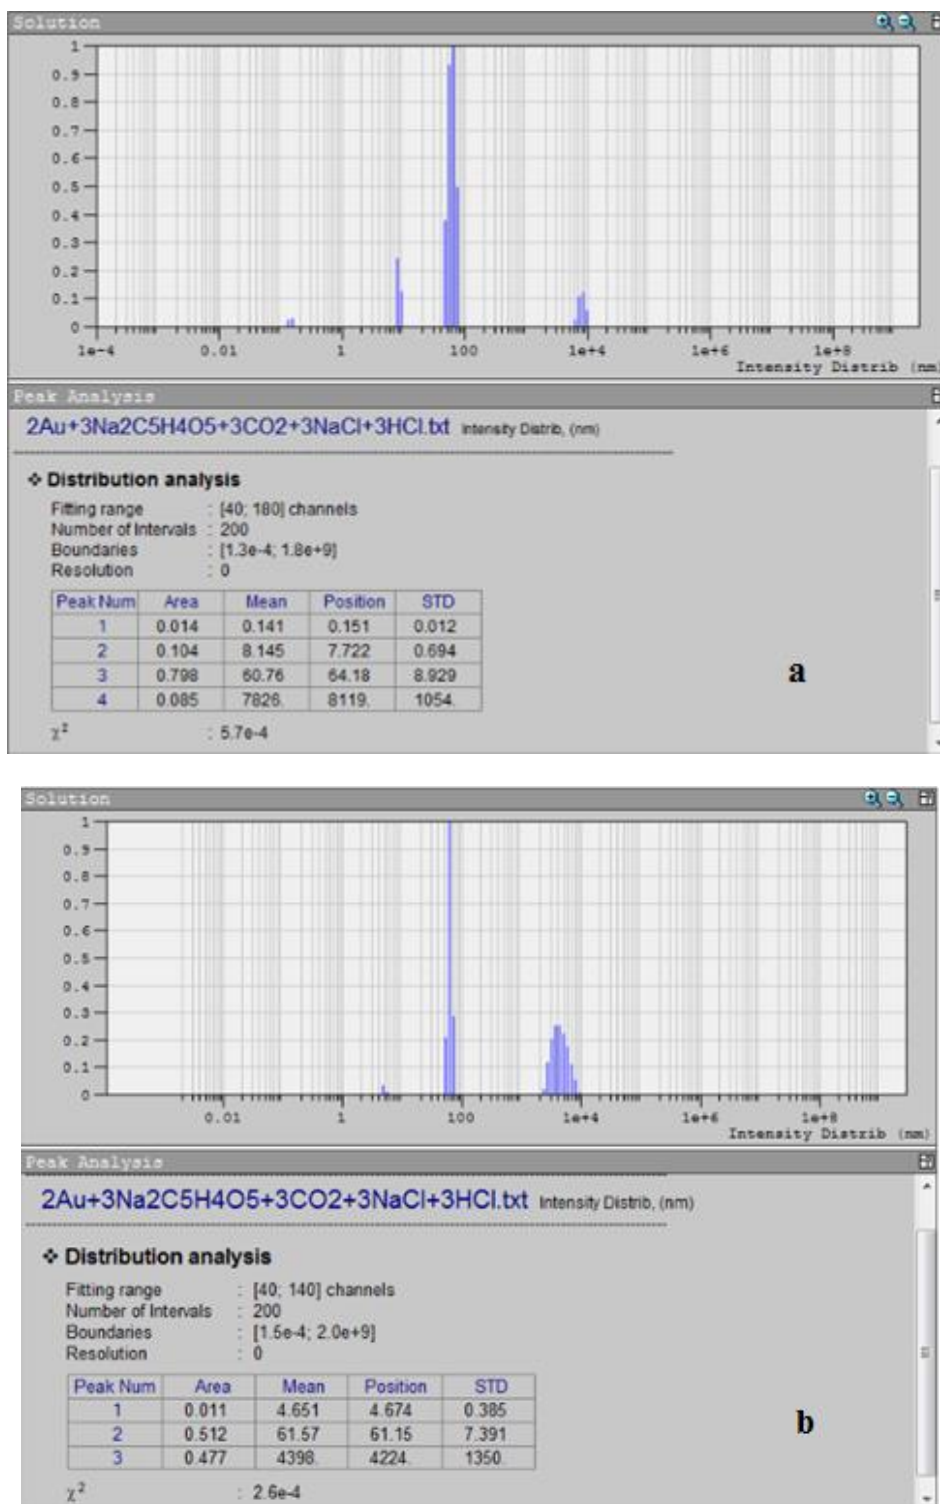 Solution
1
0.9
0.8
0.7
0.6
0.5
0.4
0.3
0.2
0.1
0
1e-4 0.01 1 100 1e+4 1e+6 1e+8
Intensity Distrib (nm)
Peak Analysis
2Au+3Na2C5H4O5+3CO2+3NaCl+3HCl.txt Intensity Distrib, (nm)
❖ Distribution analysis
Fitting range : [40; 180] channels
Number of Intervals : 200
Boundaries : [1.3e-4; 1.8e+9]
Resolution : 0
Peak Num Area Mean Position STD
1 0.014 0.141 0.151 0.012
2 0.104 8.145 7.722 0.694
3 0.798 60.76 64.18 8.929
4 0.085 7826. 8119. 1054.
χ² : 5.7e-4
a
Solution
1
0.9
0.8
0.7
0.6
0.5
0.4
0.3
0.2
0.1
0
0.01 1 100 1e+4 1e+6 1e+8
Intensity Distrib (nm)
Peak Analysis
2Au+3Na2C5H4O5+3CO2+3NaCl+3HCl.txt Intensity Distrib, (nm)
❖ Distribution analysis
Fitting range : [40; 140] channels
Number of Intervals : 200
Boundaries : [1.5e-4; 2.0e+9]
Resolution : 0
Peak Num Area Mean Position STD
1 0.011 4.651 4.674 0.385
2 0.512 61.57 61.15 7.391
3 0.477 4398. 4224. 1350.
χ² : 2.6e-4
b